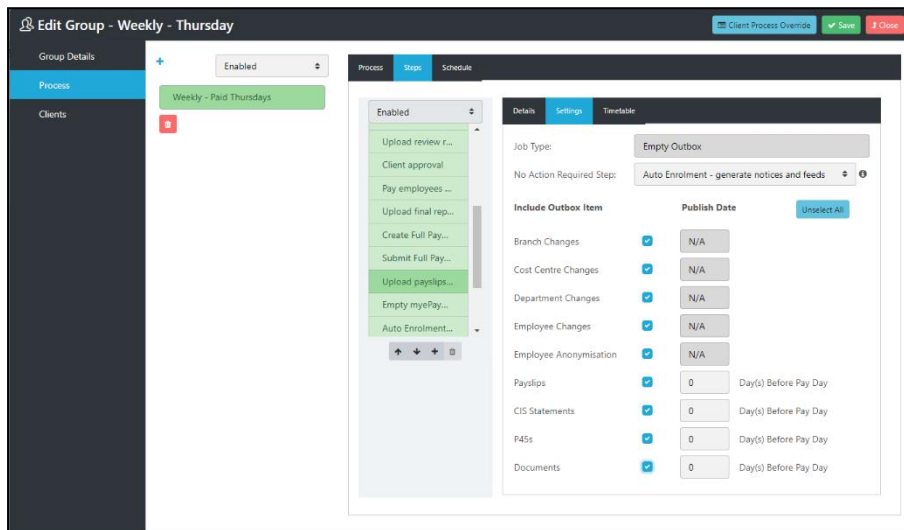 Edit Group - Weekly - Thursday
Client Process Override
Save
Close
Group Details
Process
Clients
Enabled
Weekly - Paid Thursdays
Process
Steps
Schedule
Enabled
Upload review r...
Client approval
Pay employees ...
Upload final rep...
Create Full Pay...
Submit Full Pay...
Upload payslips...
Empty myePay...
Auto Enrolment...
Details
Settings
Timetable
Job Type: Empty Outbox
No Action Required Step: Auto Enrolment - generate notices and feeds
Include Outbox Item Publish Date Unselect All
Branch Changes N/A
Cost Centre Changes N/A
Department Changes N/A
Employee Changes N/A
Employee Anonymisation N/A
Payslips 0 Day(s) Before Pay Day
CIS Statements 0 Day(s) Before Pay Day
P45s 0 Day(s) Before Pay Day
Documents 0 Day(s) Before Pay Day